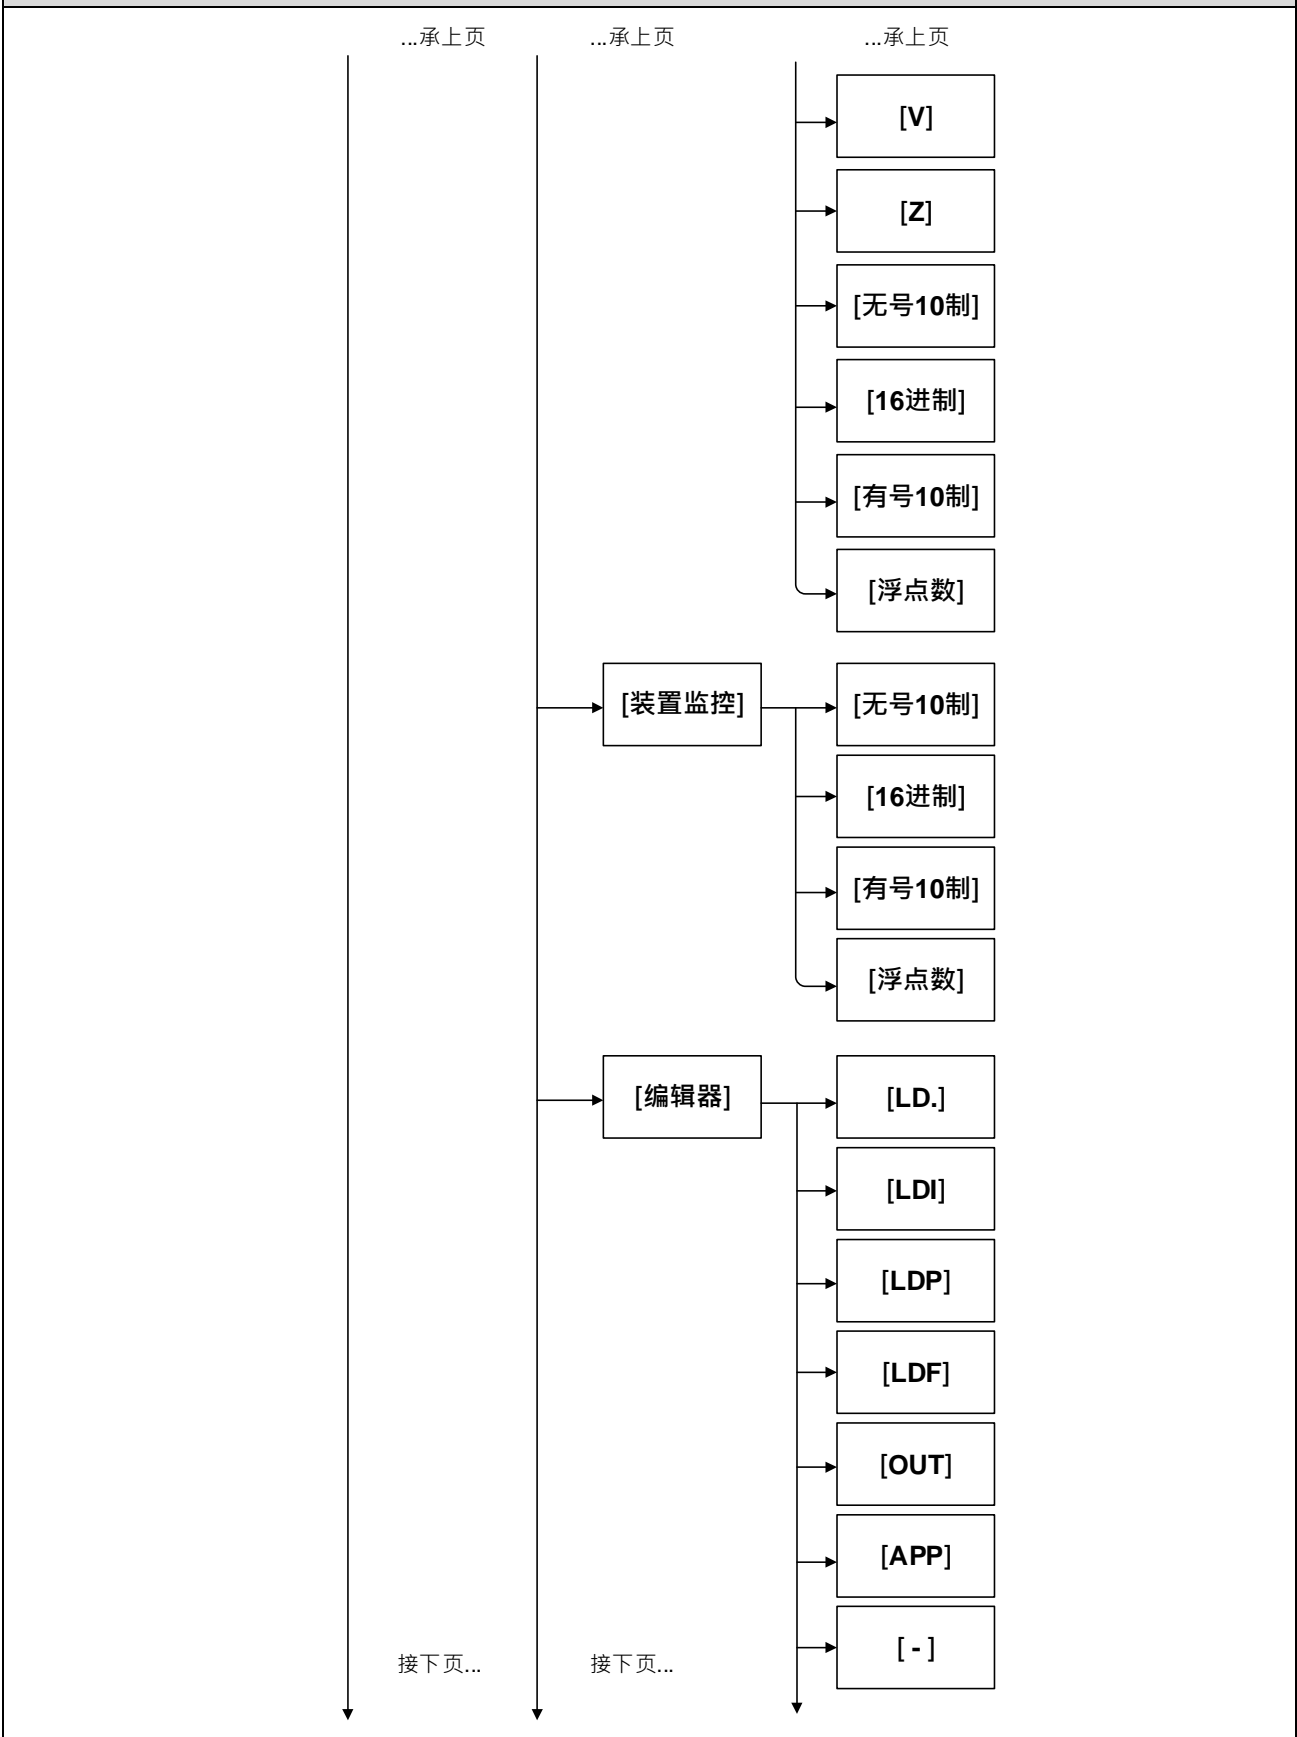 ...承上页
...承上页
...承上页
[V]
[Z]
[无号10制]
[16进制]
[有号10制]
[浮点数]
[装置监控]
[无号10制]
[16进制]
[有号10制]
[浮点数]
[编辑器]
[LD.]
[LDI]
[LDP]
[LDF]
[OUT]
[APP]
[ - ]
接下页...
接下页...